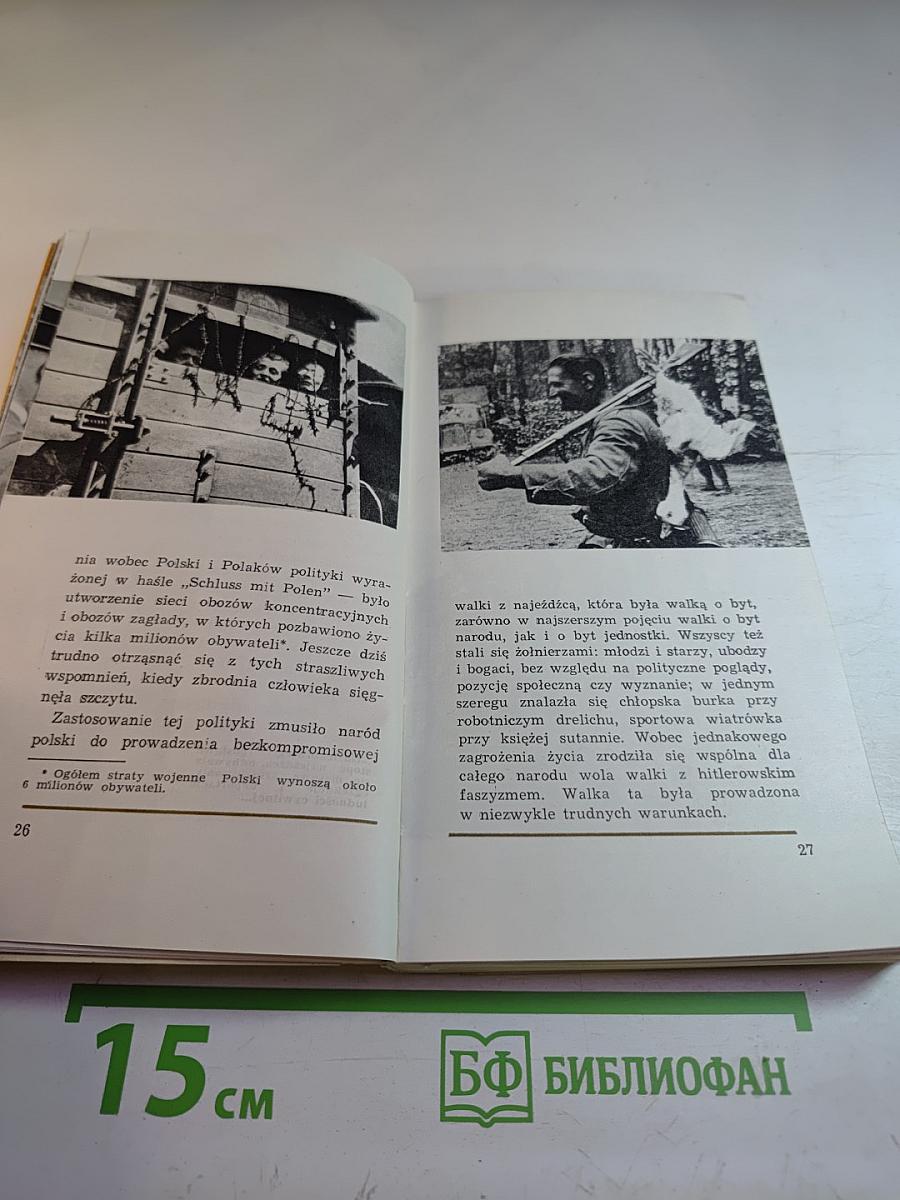 nia wobec Polski i Polaków polityki wyra-
żonej w haśle „Schluss mit Polen” — było
utworzenie sieci obozów koncentracyjnych
i obozów zagłady, w których pozbawiono ży-
cia kilka milionów obywateli*. Jeszcze dziś
trudno otrząsnąć się z tych straszliwych
wspomnień, kiedy zbrodnia człowieka sięg-
nęła szczytu.
Zastosowanie tej polityki zmusiło naród
polski do prowadzenia bezkompromisowej
* Ogółem straty wojenne Polski wynoszą około
6 milionów obywateli.
26
walki z najeźdźcą, która była walką o byt,
zarówno w najszerszym pojęciu walki o byt
narodu, jak i o byt jednostki. Wszyscy też
stali się żołnierzami: młodzi i starzy, ubodzy
i bogaci, bez względu na polityczne poglądy,
pozycję społeczną czy wyznanie; w jednym
szeregu znalazła się chłopska burka przy
robotniczym drelichu, sportowa wiatrówka
przy księżej sutannie. Wobec jednakowego
zagrożenia życia zrodziła się wspólna dla
całego narodu wola walki z hitlerowskim
faszyzmem. Walka ta była prowadzona
w niezwykle trudnych warunkach.
27
15 см
БФ БИБЛИОФАН